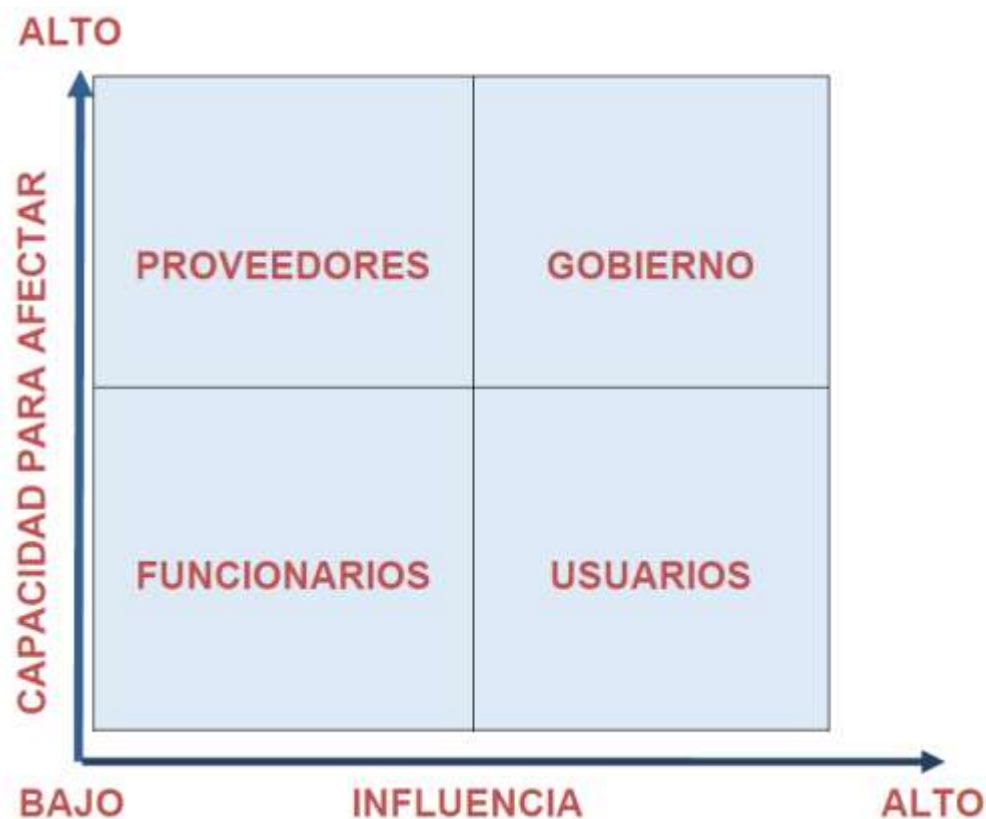 ALTO
CAPACIDAD PARA AFECTAR
PROVEEDORES
GOBIERNO
FUNCIONARIOS
USUARIOS
BAJO
INFLUENCIA
ALTO